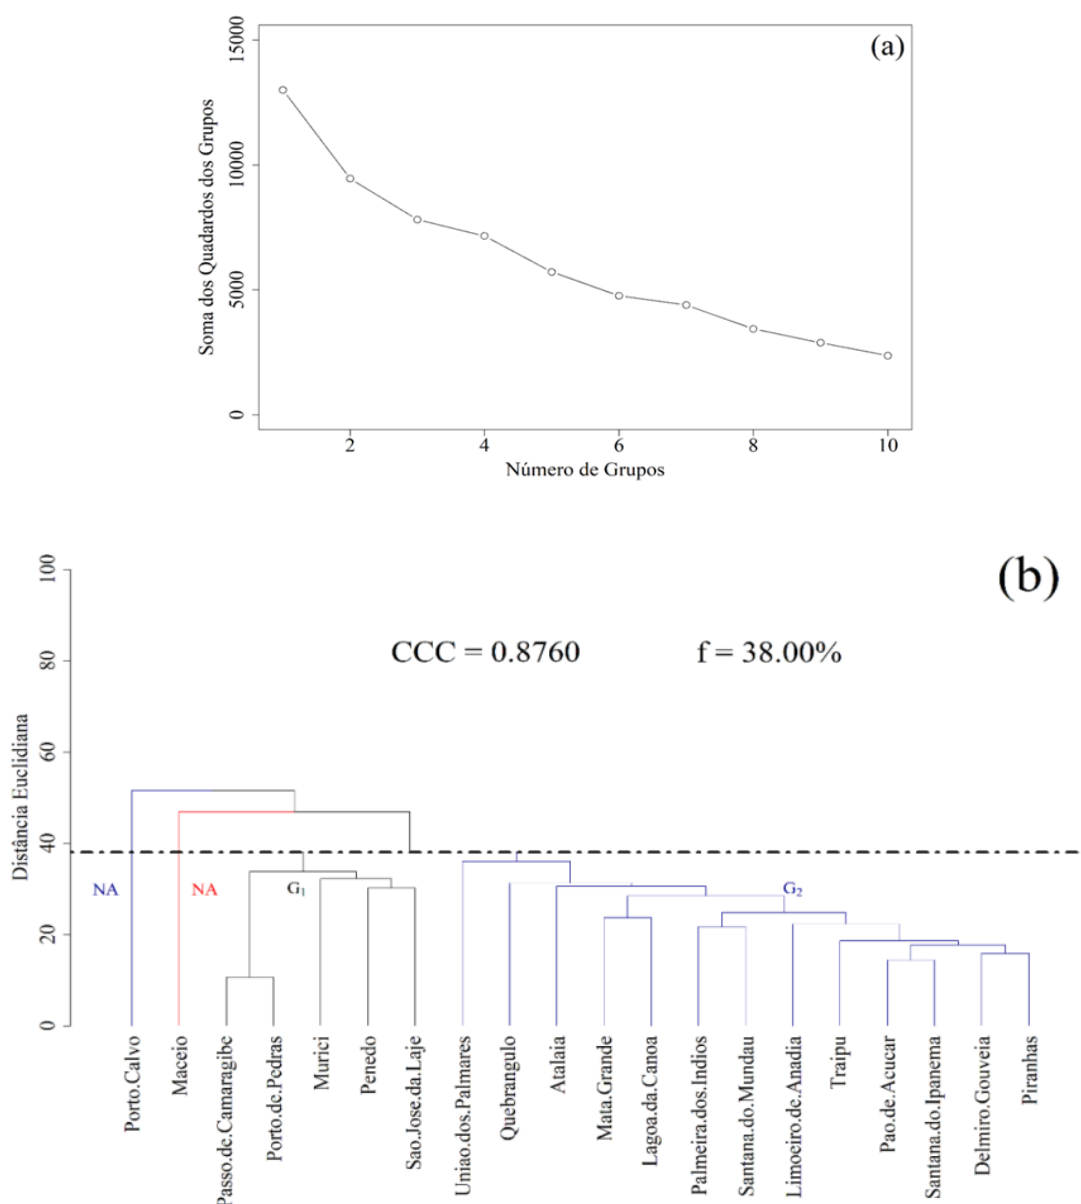 (a)
15000
10000
5000
0
Soma dos Quadardos dos Grupos
2 4 6 8 10
Número de Grupos
(b)
100
80
60
40
20
0
Distância Euclidiana
CCC = 0.8760 f = 38.00%
NA NA G1 G2
Porto.Calvo
Maceio
Passo.de.Camaragibe
Porto.de.Pedras
Murici
Penedo
Sao.Jose.da.Laje
Uniao.dos.Palmares
Quebrangulo
Atalaia
Mata.Grande
Lagoa.da.Canoa
Palmeira.dos.Indios
Santana.do.Mundau
Limoeiro.de.Anadia
Traipu
Pao.de.Acucar
Santana.do.Ipanema
Delmiro.Gouveia
Piranhas